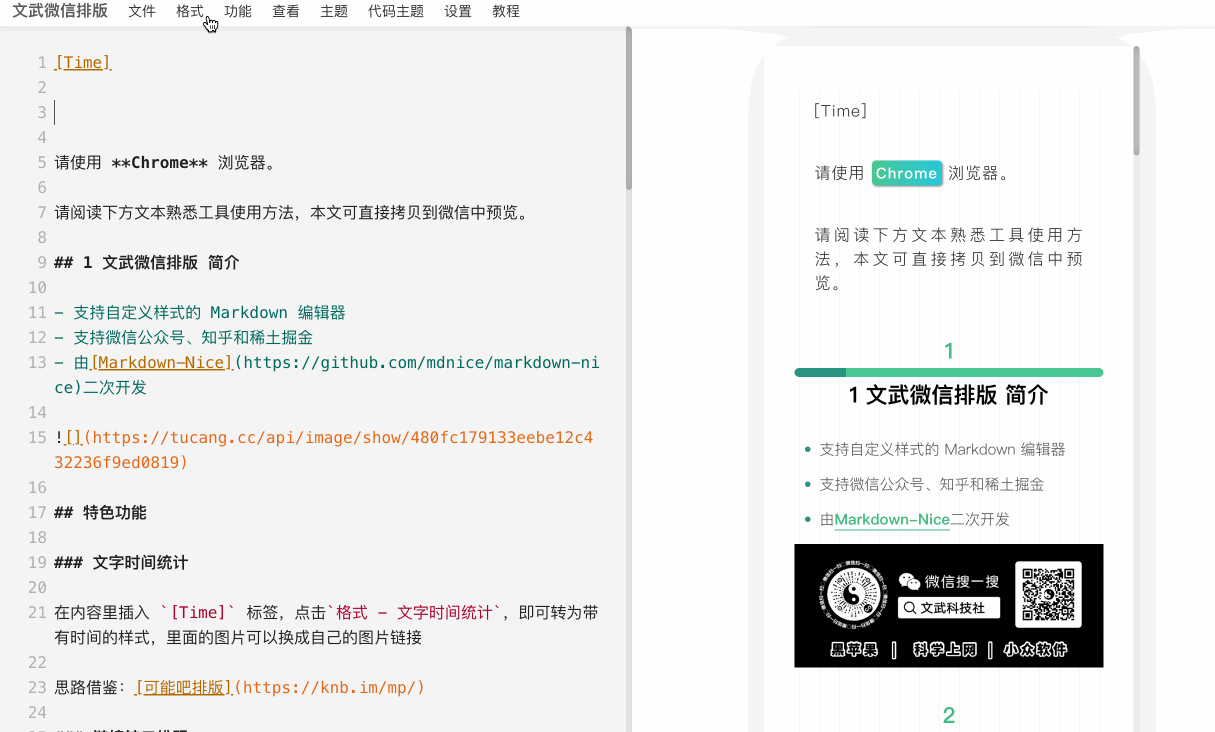 文武微信排版 文件 格式 功能 查看 主题 代码主题 设置 教程
1 [Time]
2
3
4
5 请使用 **Chrome** 浏览器。
6
7 请阅读下方文本熟悉工具使用方法，本文可直接拷贝到微信中预览。
8
9 ## 1 文武微信排版 简介
10
11 - 支持自定义样式的 Markdown 编辑器
12 - 支持微信公众号、知乎和稀土掘金
13 - 由[Markdown-Nice](https://github.com/mdnice/markdown-ni
ce)二次开发
14
15 ![](https://tucang.cc/api/image/show/480fc179133eebe12c4
32236f9ed0819)
16
17 ## 特色功能
18
19 ### 文字时间统计
20
21 在内容里插入 `[Time]` 标签，点击`格式 - 文字时间统计`，即可转为带
有时间的样式，里面的图片可以换成自己的图片链接
22
23 思路借鉴：[可能吧排版](https://knb.im/mp/)
24
[Time]
请使用 Chrome 浏览器。
请阅读下方文本熟悉工具使用方
法，本文可直接拷贝到微信中预
览。
1
1 文武微信排版 简介
• 支持自定义样式的 Markdown 编辑器
• 支持微信公众号、知乎和稀土掘金
• 由Markdown-Nice二次开发
微信搜一搜
文武科技社
黑苹果 | 科学上网 | 小众软件
2